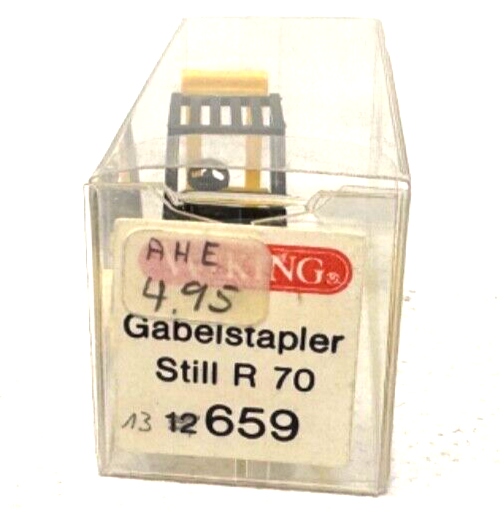 AHE
WIKING
4.95
Gabelstapler
Still R 70
13 12 659